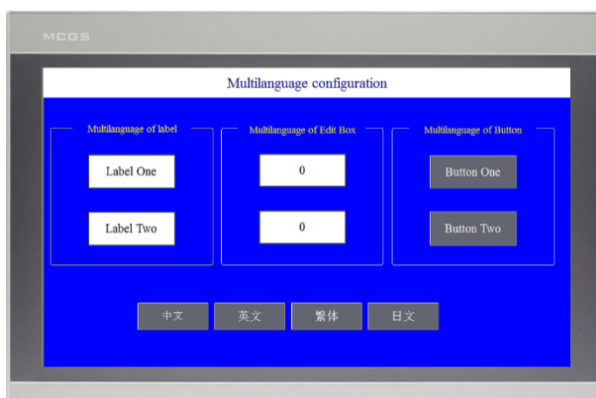 MCGS
Multilanguage configuration
Multilanguage of label
Multilanguage of Edit Box
Multilanguage of Button
Label One
0
Button One
Label Two
0
Button Two
中文
英文
繁体
日文